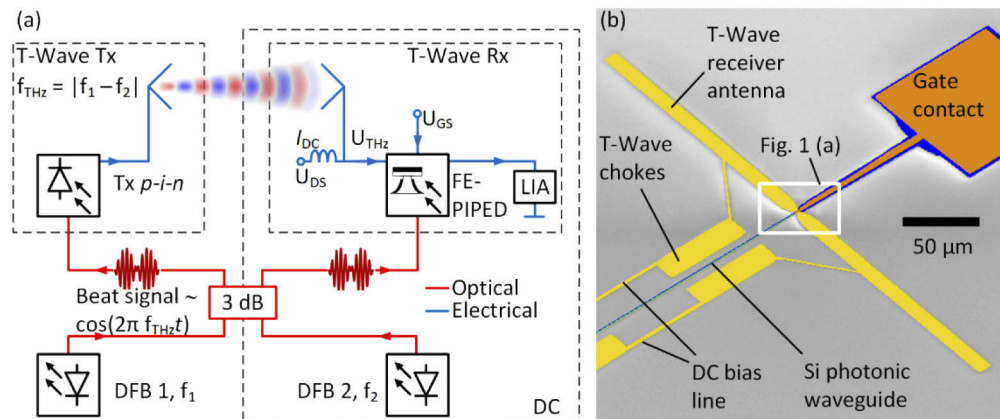 (a)
T-Wave Tx
f_THz = |f₁ – f₂|
Tx p-i-n
T-Wave Rx
U_GS
I_DC
U_THz
U_DS
FE-
PIPED
LIA
Beat signal ~
cos(2π f_THz t)
3 dB
Optical
Electrical
DFB 1, f₁
DFB 2, f₂
DC
(b)
T-Wave
receiver
antenna
Gate
contact
Fig. 1 (a)
T-Wave
chokes
50 µm
DC bias
line
Si photonic
waveguide